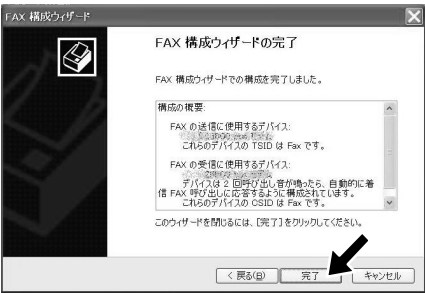 FAX 構成ウィザード
FAX 構成ウィザードの完了
FAX 構成ウィザードでの構成を完了しました。
構成の概要:
FAX の送信に使用するデバイス:
これらのデバイスの TSID は Fax です。
FAX の受信に使用するデバイス:
デバイスは 2 回呼び出し音が鳴ったら、自動的に着
信 FAX 呼び出しに応答するように構成されています。
これらのデバイスの CSID は Fax です。
このウィザードを閉じるには、[完了] をクリックしてください。
< 戻る(B)
完了
キャンセル